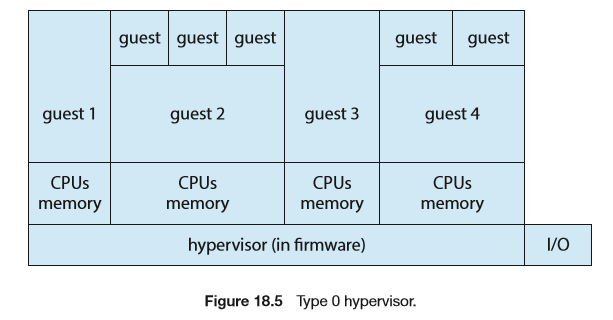 guest guest guest guest guest
guest 1 guest 2 guest 3 guest 4
CPUs CPUs CPUs CPUs
memory memory memory memory
hypervisor (in firmware) I/O
Figure 18.5 Type 0 hypervisor.